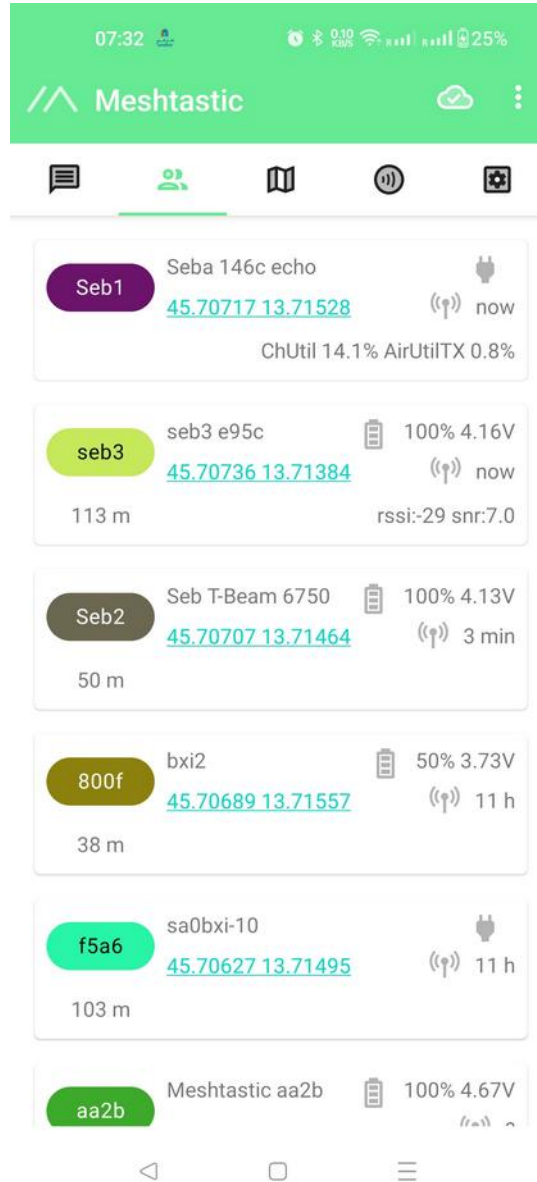 07:32
0,10 KB/S R R 25%
Meshtastic
Seb1 Seba 146c echo
45.70717 13.71528 now
ChUtil 14.1% AirUtilTX 0.8%
seb3 seb3 e95c 100% 4.16V
45.70736 13.71384 now
113 m rssi:-29 snr:7.0
Seb2 Seb T-Beam 6750 100% 4.13V
45.70707 13.71464 3 min
50 m
800f bxi2 50% 3.73V
45.70689 13.71557 11 h
38 m
f5a6 sa0bxi-10
45.70627 13.71495 11 h
103 m
aa2b Meshtastic aa2b 100% 4.67V